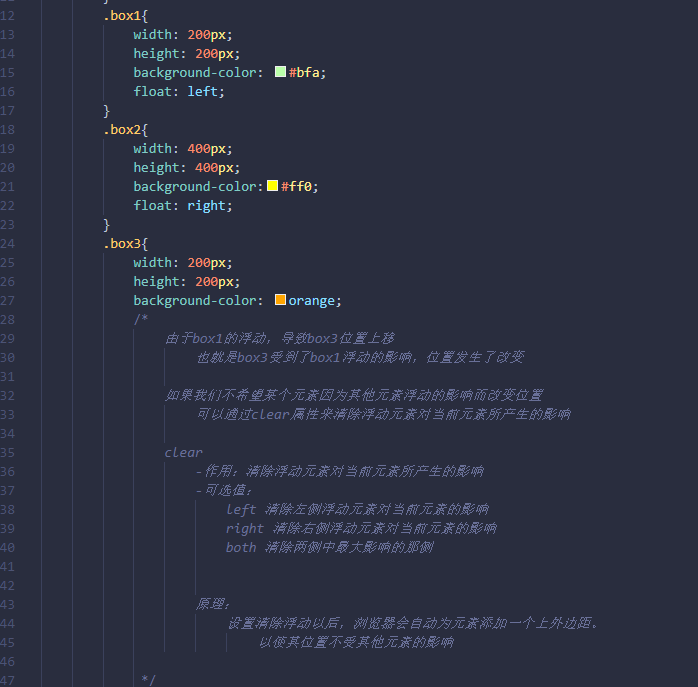 12 .box1{
13 width: 200px;
14 height: 200px;
15 background-color: #bfa;
16 float: left;
17 }
18 .box2{
19 width: 400px;
20 height: 400px;
21 background-color: #ff0;
22 float: right;
23 }
24 .box3{
25 width: 200px;
26 height: 200px;
27 background-color: orange;
28 /*
29 由于box1的浮动，导致box3位置上移
30 也就是box3受到了box1浮动的影响，位置发生了改变
31
32 如果我们不希望某个元素因为其他元素浮动的影响而改变位置
33 可以通过clear属性来清除浮动元素对当前元素所产生的影响
34
35 clear
36 -作用：清除浮动元素对当前元素所产生的影响
37 -可选值：
38 left 清除左侧浮动元素对当前元素的影响
39 right 清除右侧浮动元素对当前元素的影响
40 both 清除两侧中最大影响的那侧
41
42
43 原理：
44 设置清除浮动以后，浏览器会自动为元素添加一个上外边距。
45 以使其位置不受其他元素的影响
46
47 */